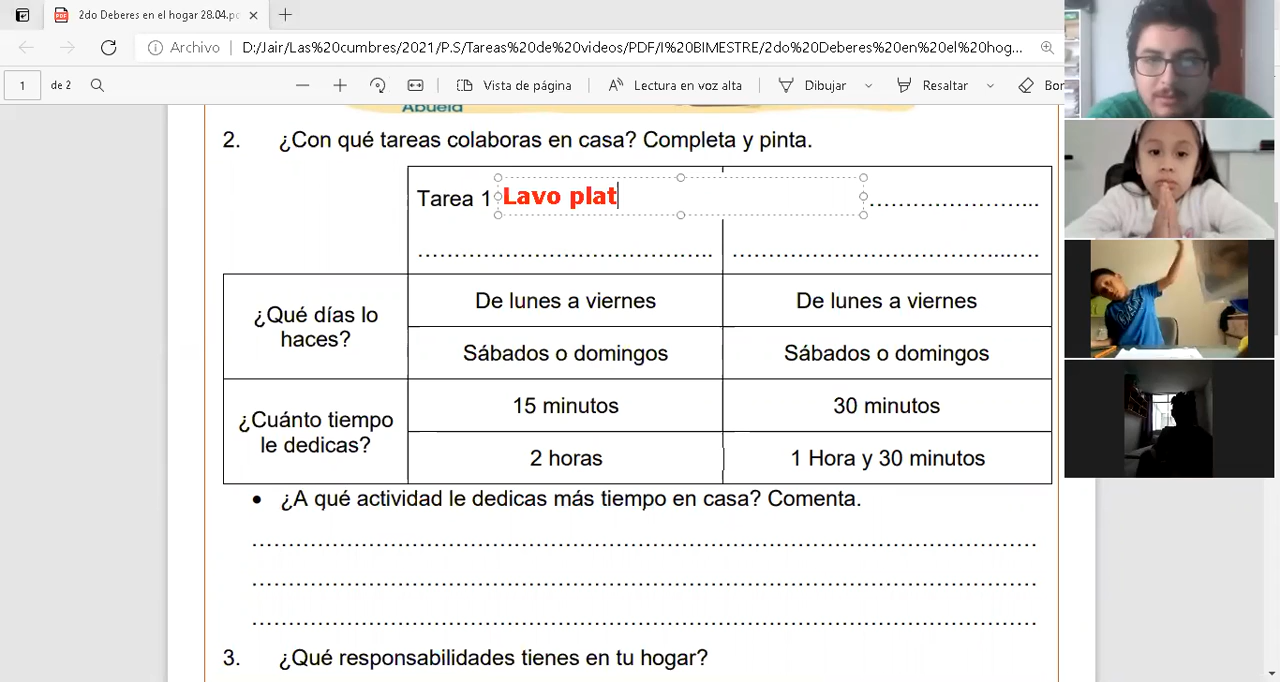 2do Deberes en el hogar 28.04.pd
Archivo D:/Jair/Las%20cumbres/2021/P.S/Tareas%20de%20videos/PDF/I%20BIMESTRE/2do%20Deberes%20en%20el%20hog...
1 de 2 Vista de página Lectura en voz alta Dibujar Resaltar Bor
Abuela
2. ¿Con qué tareas colaboras en casa? Completa y pinta.
Tarea 1 Lavo plat
¿Qué días lo haces?
De lunes a viernes De lunes a viernes
Sábados o domingos Sábados o domingos
¿Cuánto tiempo le dedicas?
15 minutos 30 minutos
2 horas 1 Hora y 30 minutos
• ¿A qué actividad le dedicas más tiempo en casa? Comenta.
3. ¿Qué responsabilidades tienes en tu hogar?